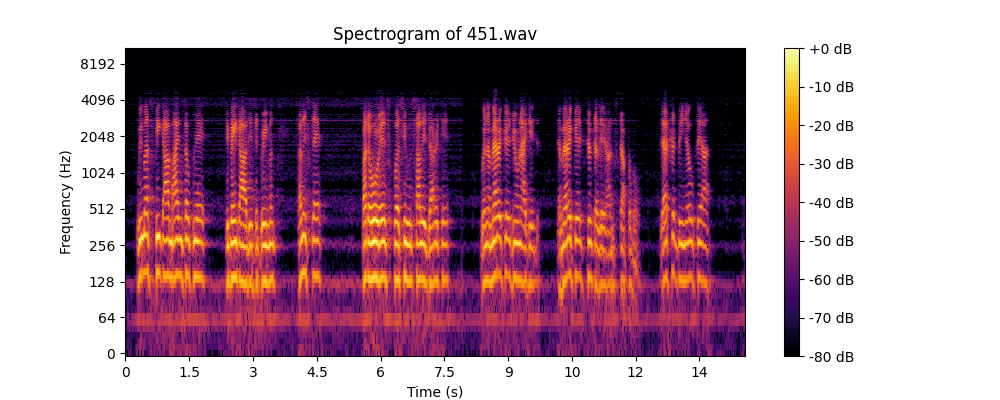 Spectrogram of 451.wav
8192
4096
2048
1024
512
256
128
64
0
Frequency (Hz)
0 1.5 3 4.5 6 7.5 9 10 12 14
Time (s)
+0 dB
-10 dB
-20 dB
-30 dB
-40 dB
-50 dB
-60 dB
-70 dB
-80 dB